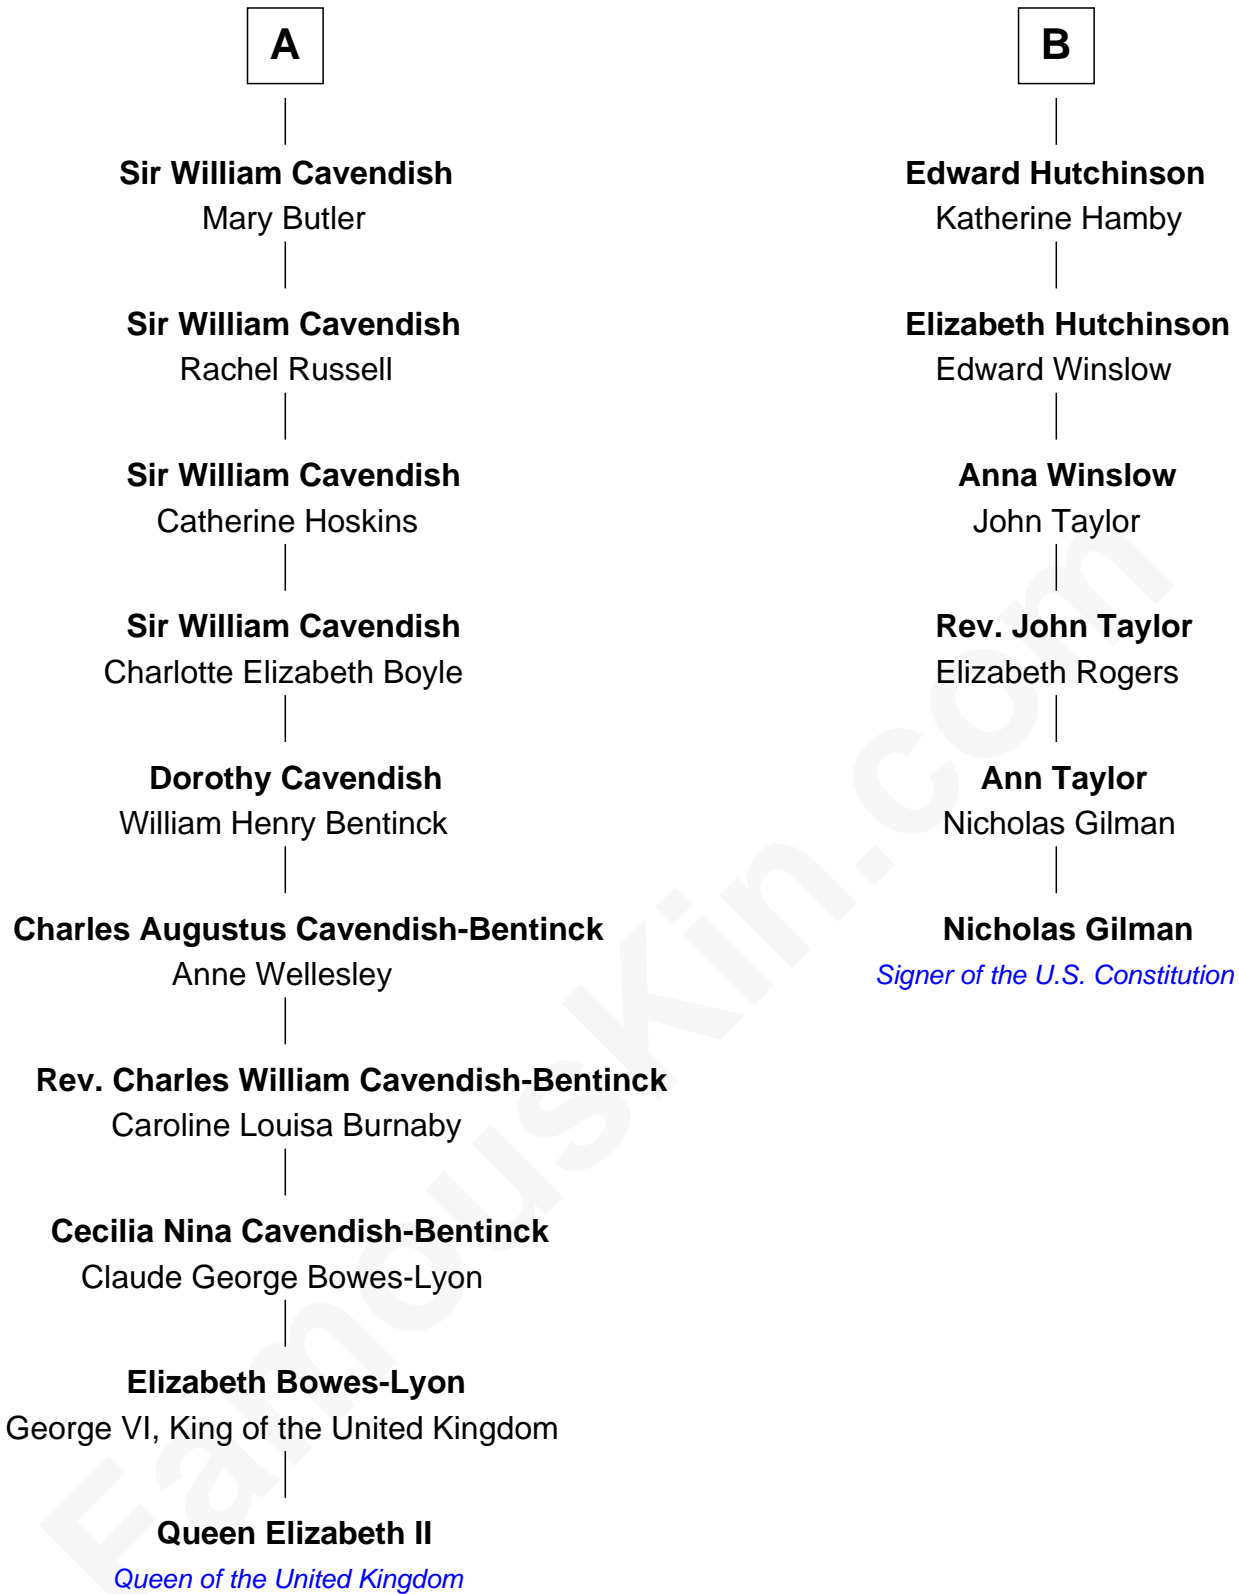 A
Sir William Cavendish
Mary Butler
Sir William Cavendish
Rachel Russell
Sir William Cavendish
Catherine Hoskins
Sir William Cavendish
Charlotte Elizabeth Boyle
Dorothy Cavendish
William Henry Bentinck
Charles Augustus Cavendish-Bentinck
Anne Wellesley
Rev. Charles William Cavendish-Bentinck
Caroline Louisa Burnaby
Cecilia Nina Cavendish-Bentinck
Claude George Bowes-Lyon
Elizabeth Bowes-Lyon
George VI, King of the United Kingdom
Queen Elizabeth II
Queen of the United Kingdom
B
Edward Hutchinson
Katherine Hamby
Elizabeth Hutchinson
Edward Winslow
Anna Winslow
John Taylor
Rev. John Taylor
Elizabeth Rogers
Ann Taylor
Nicholas Gilman
Nicholas Gilman
Signer of the U.S. Constitution
FamousKin.com